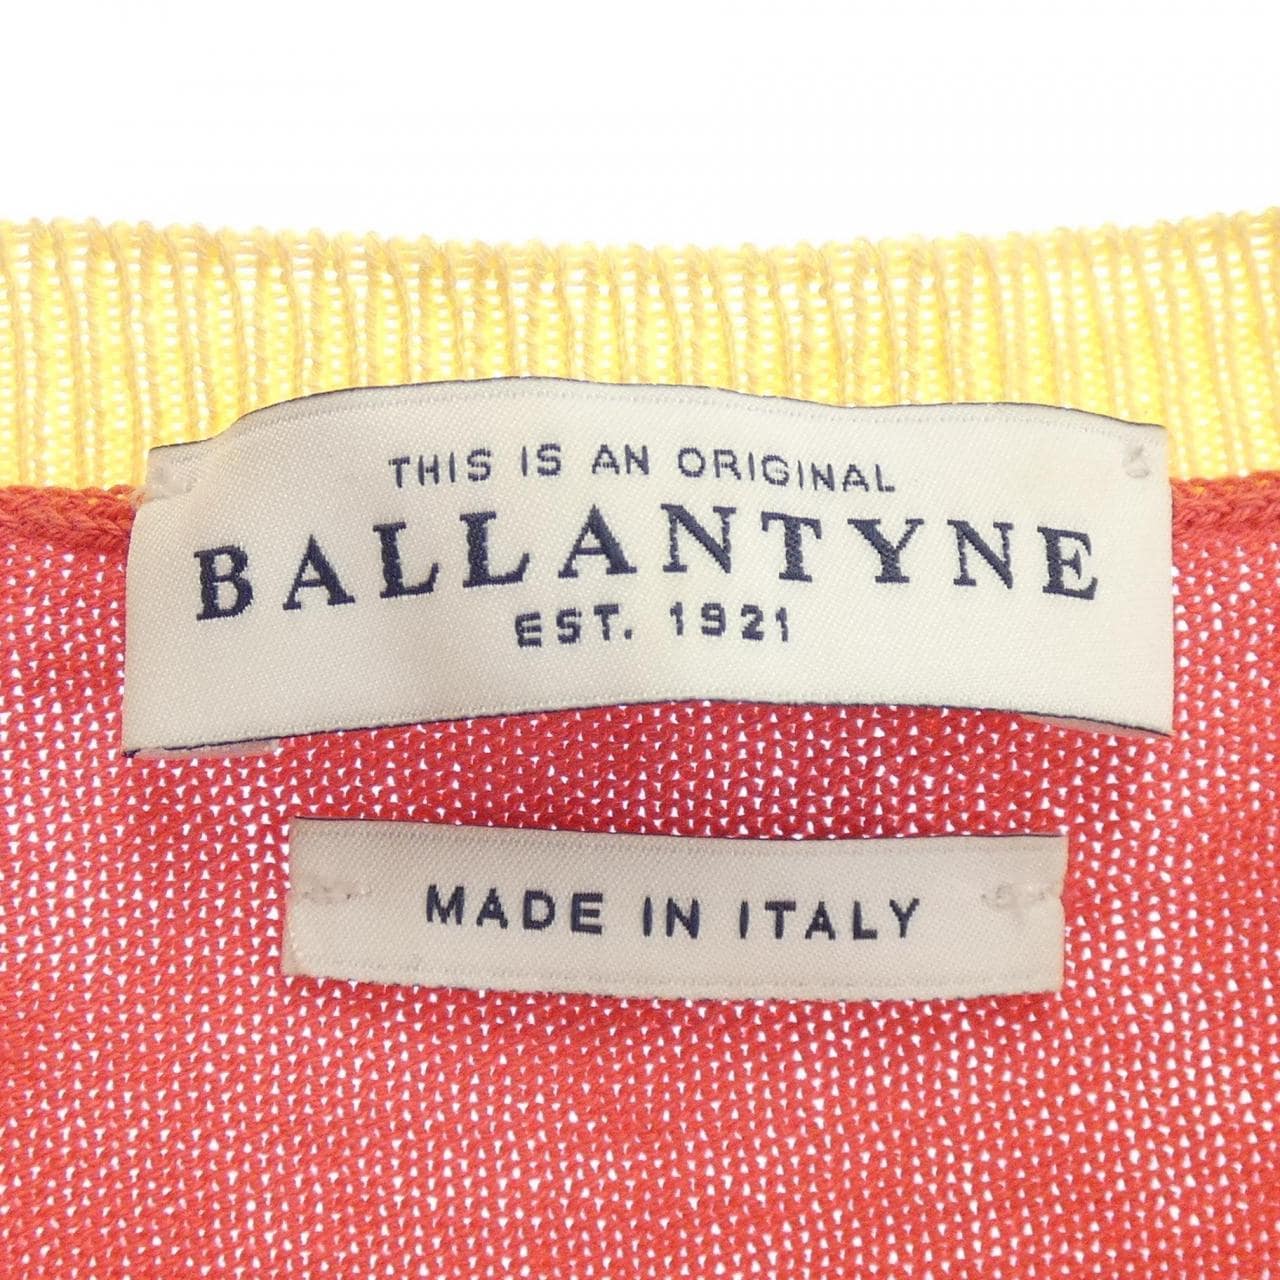 THIS IS AN ORIGINAL
BALLANTYNE
EST. 1921
MADE IN ITALY